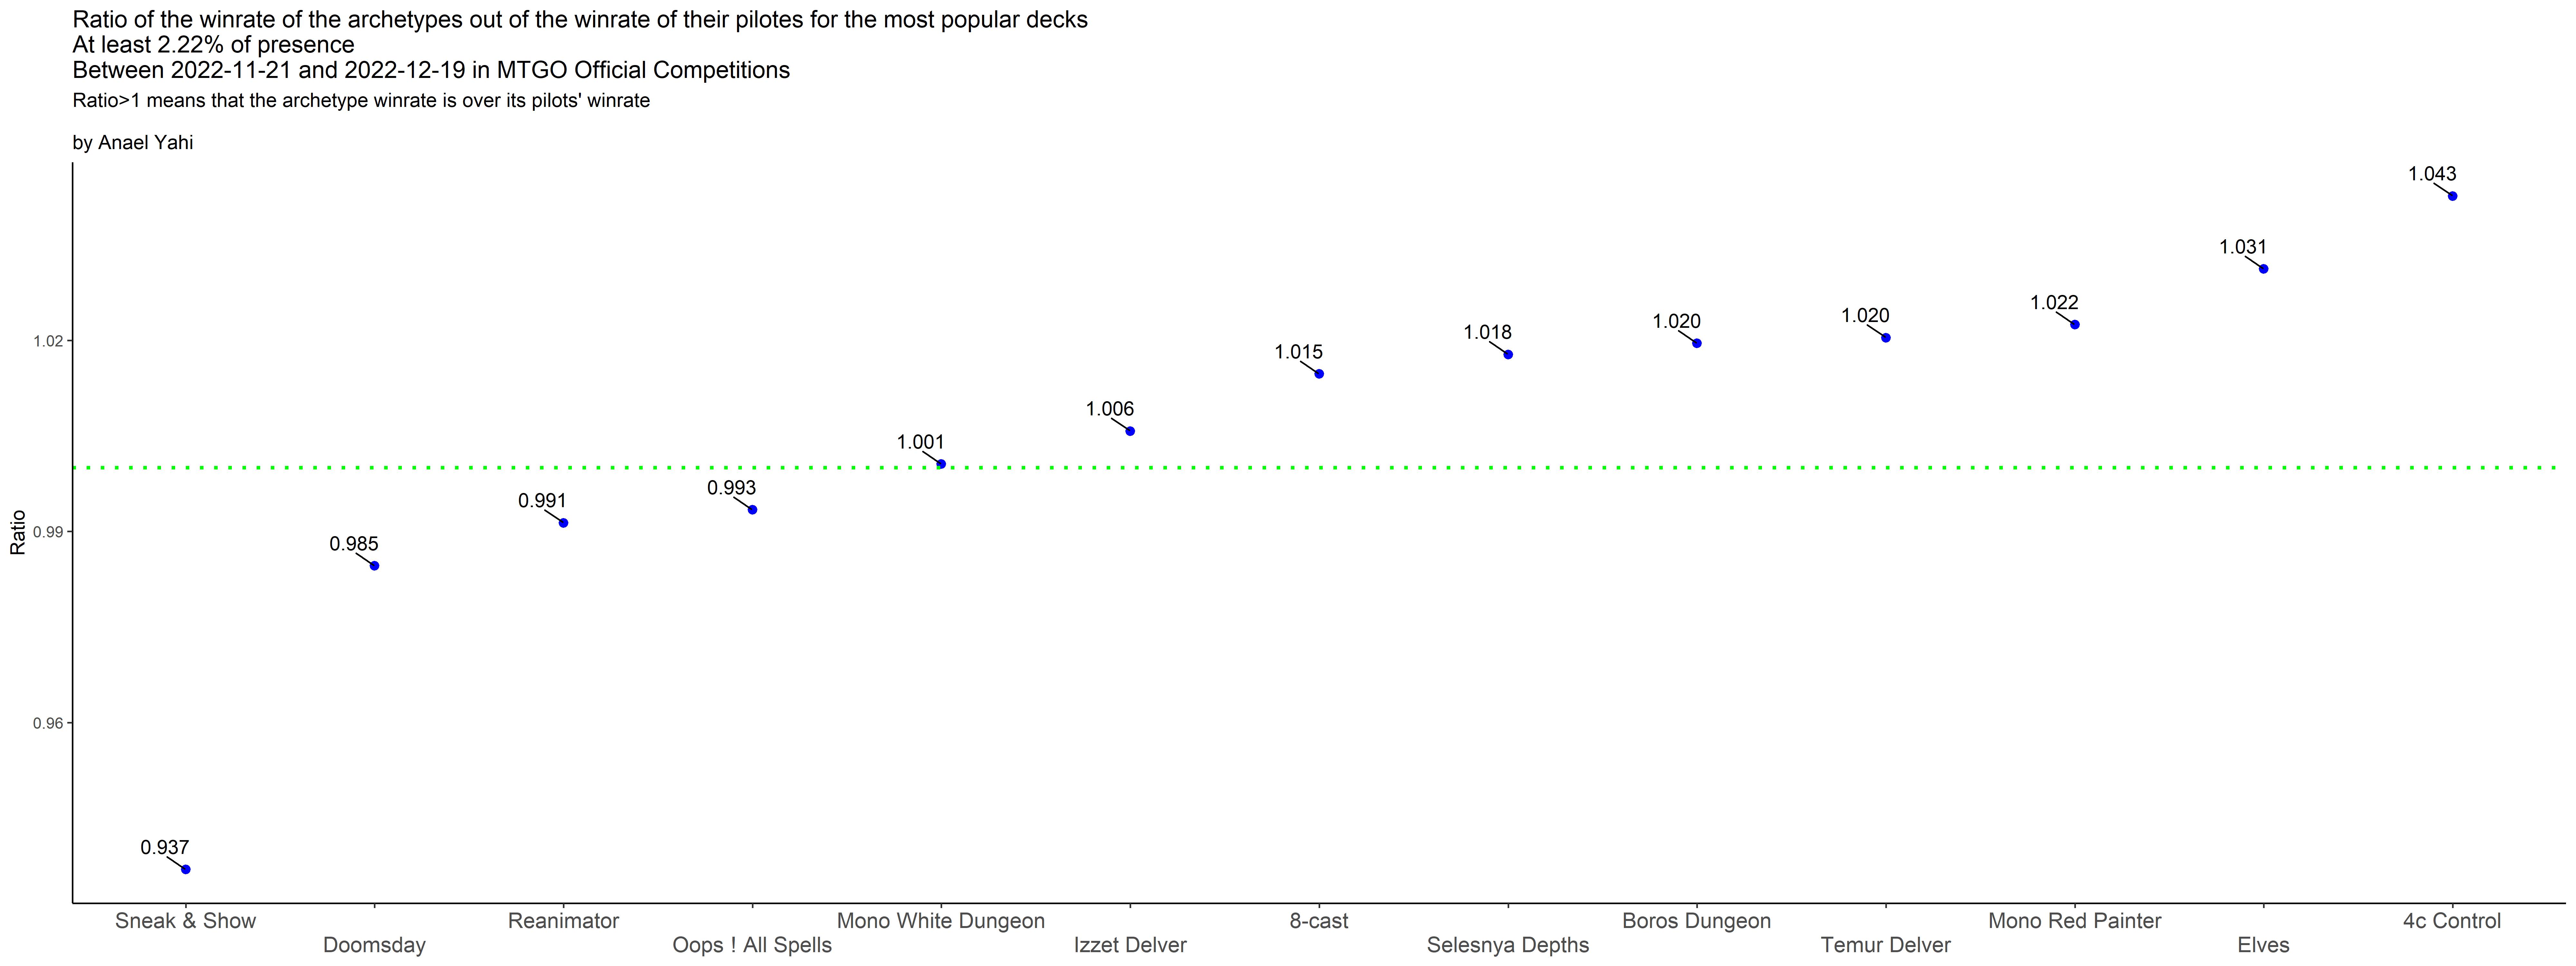 Ratio of the winrate of the archetypes out of the winrate of their pilotes for the most popular decks
At least 2.22% of presence
Between 2022-11-21 and 2022-12-19 in MTGO Official Competitions
Ratio>1 means that the archetype winrate is over its pilots' winrate
by Anael Yahi
1.043
1.031
1.022
1.020
1.020
1.018
1.015
1.006
1.001
0.993
0.991
0.985
0.937
1.02
0.99
0.96
Ratio
Sneak & Show
Doomsday
Reanimator
Oops ! All Spells
Mono White Dungeon
Izzet Delver
8-cast
Selesnya Depths
Boros Dungeon
Temur Delver
Mono Red Painter
Elves
4c Control